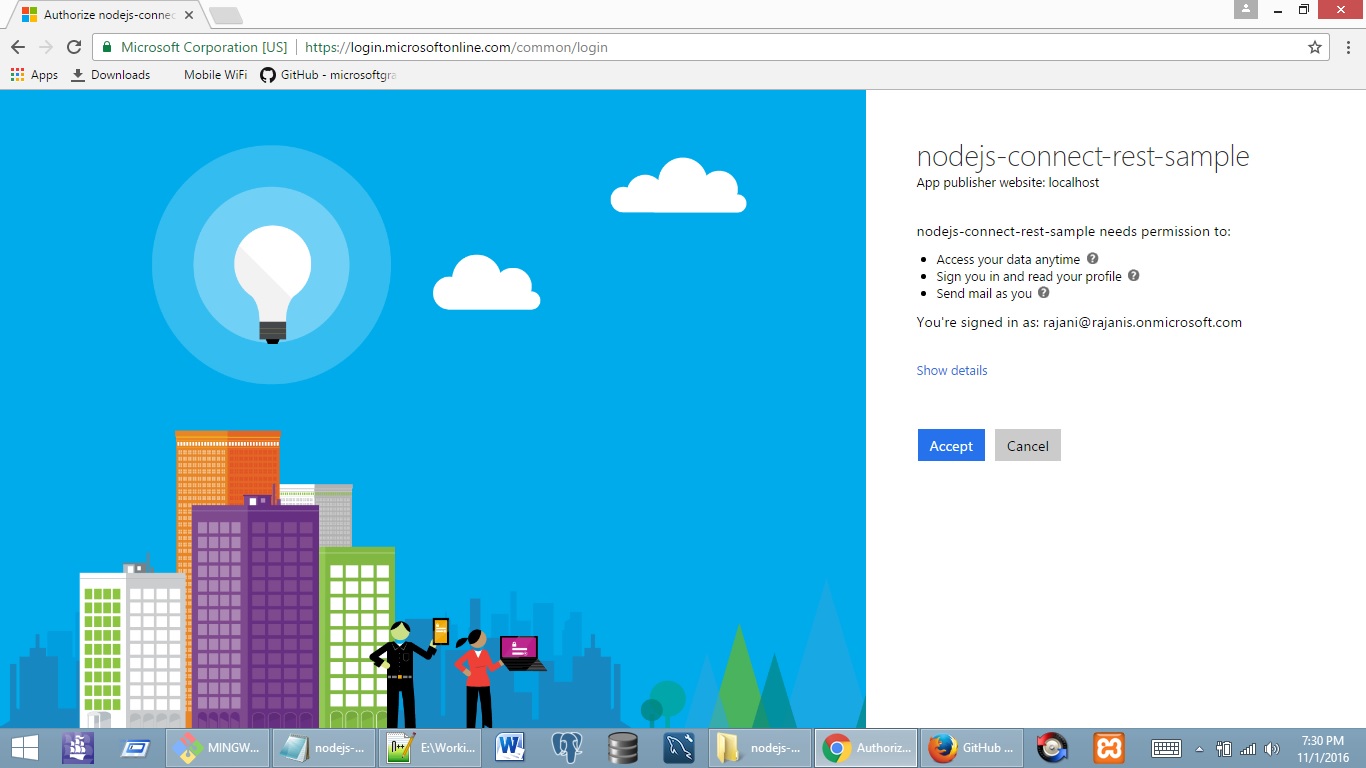 Authorize nodejs-connec
Microsoft Corporation [US] https://login.microsoftonline.com/common/login
Apps Downloads Mobile WiFi GitHub - microsoftgra
nodejs-connect-rest-sample
App publisher website: localhost
nodejs-connect-rest-sample needs permission to:
Access your data anytime
Sign you in and read your profile
Send mail as you
You're signed in as: rajani@rajanis.onmicrosoft.com
Show details
Accept Cancel
MINGW... nodejs-... E:\Worki... nodejs-... Authoriz... GitHub ... 7:30 PM
11/1/2016